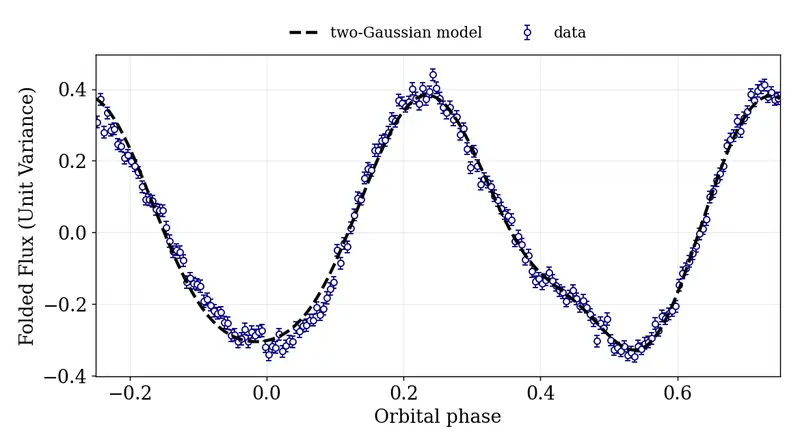 two-Gaussian model
data
Folded Flux (Unit Variance)
0.4
0.2
0.0
−0.2
−0.4
−0.2
0.0
0.2
0.4
0.6
Orbital phase